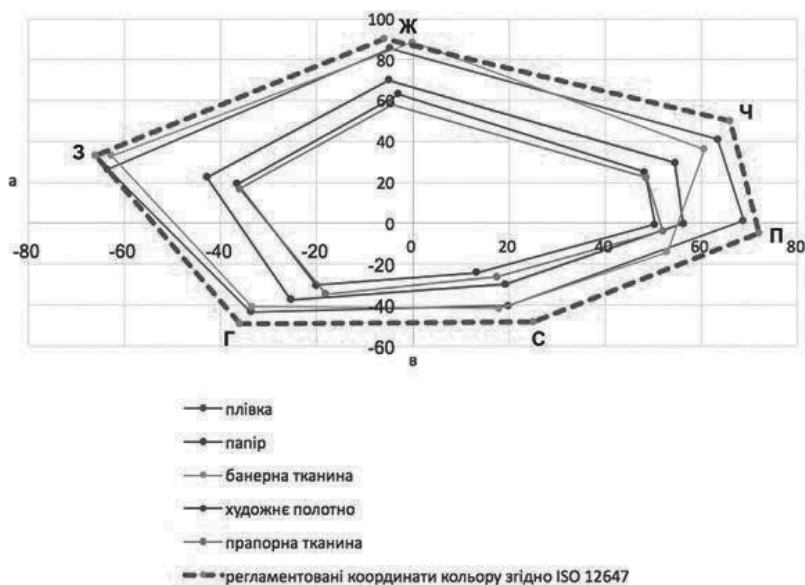 100
Ж
80
Ч
60
З
40
20
а
0
-80
-60
-40
-20
0
20
40
60
80
П
-20
-40
Г
С
-60
в
плівка
папір
банерна тканина
художнє полотно
прапорна тканина
регламентовані координати кольору згідно ISO 12647